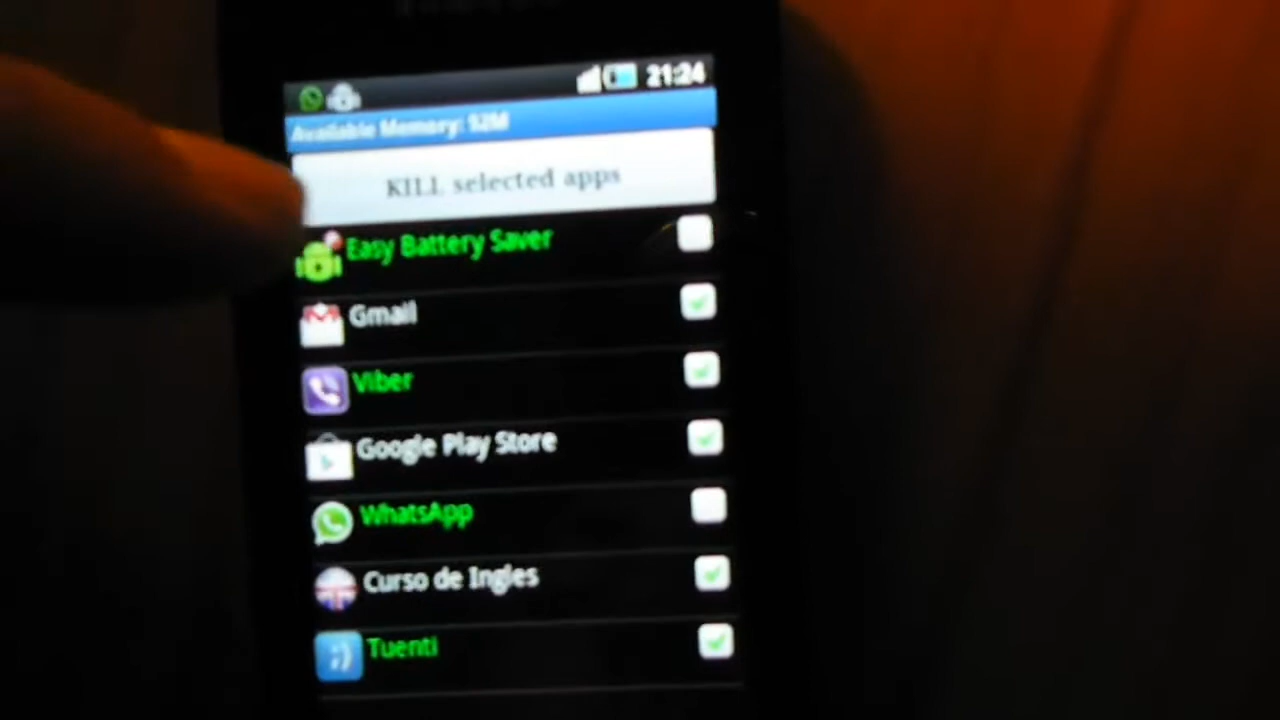 21:24
Available Memory: 92M
KILL selected apps
Easy Battery Saver
Gmail
Viber
Google Play Store
WhatsApp
Curso de Ingles
Tuenti